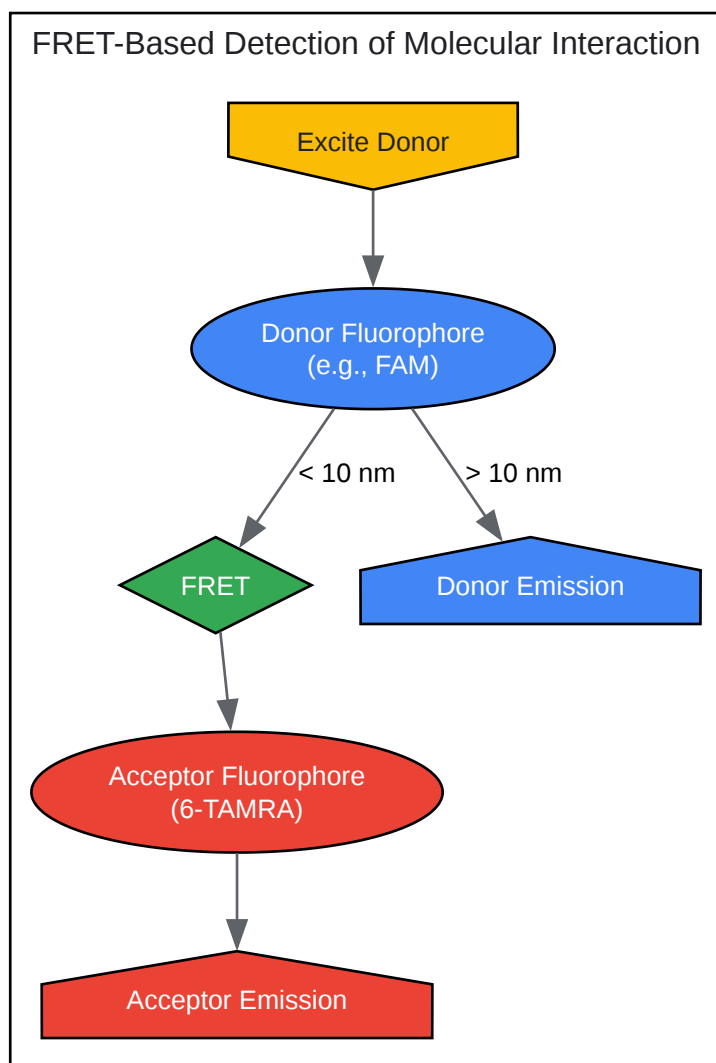 FRET-Based Detection of Molecular Interaction
Excite Donor
Donor Fluorophore
(e.g., FAM)
< 10 nm
> 10 nm
FRET
Donor Emission
Acceptor Fluorophore
(6-TAMRA)
Acceptor Emission